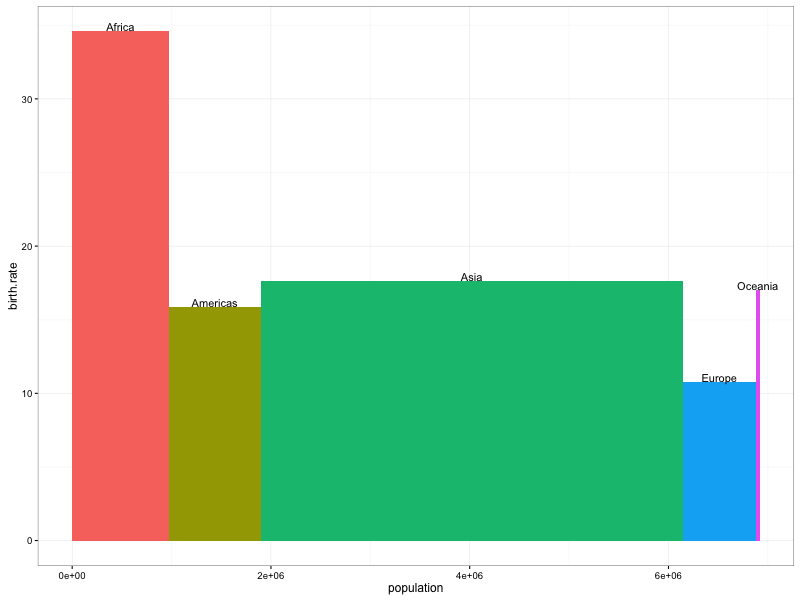 Africa
30
20
Asia
Oceania
Americas
birth.rate
10
Europe
0
0e+00
2e+06
4e+06
6e+06
population